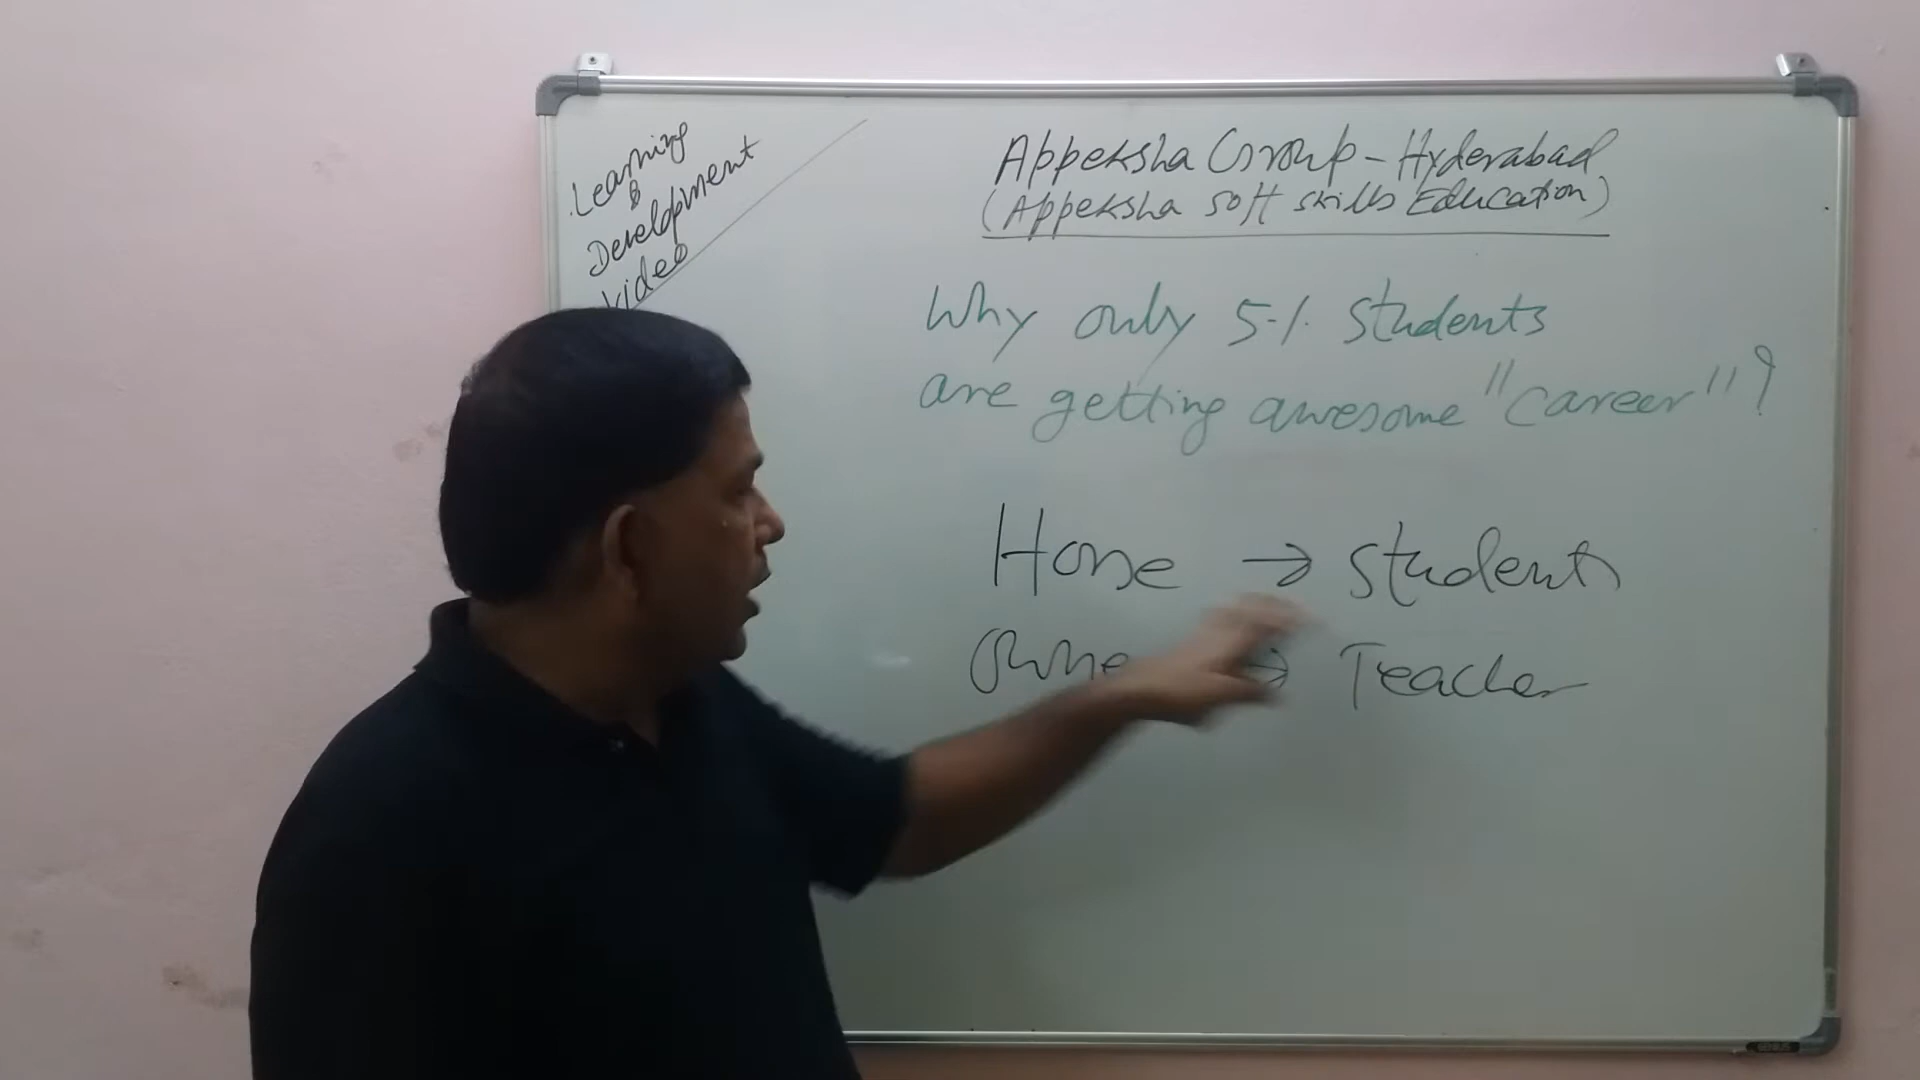 Learning
&
Development
Video
Appeksha Group - Hyderabad
(Appeksha Soft Skills Education)
Why only 5% students
are getting awesome "career"?
Horse → students
→ Teacher